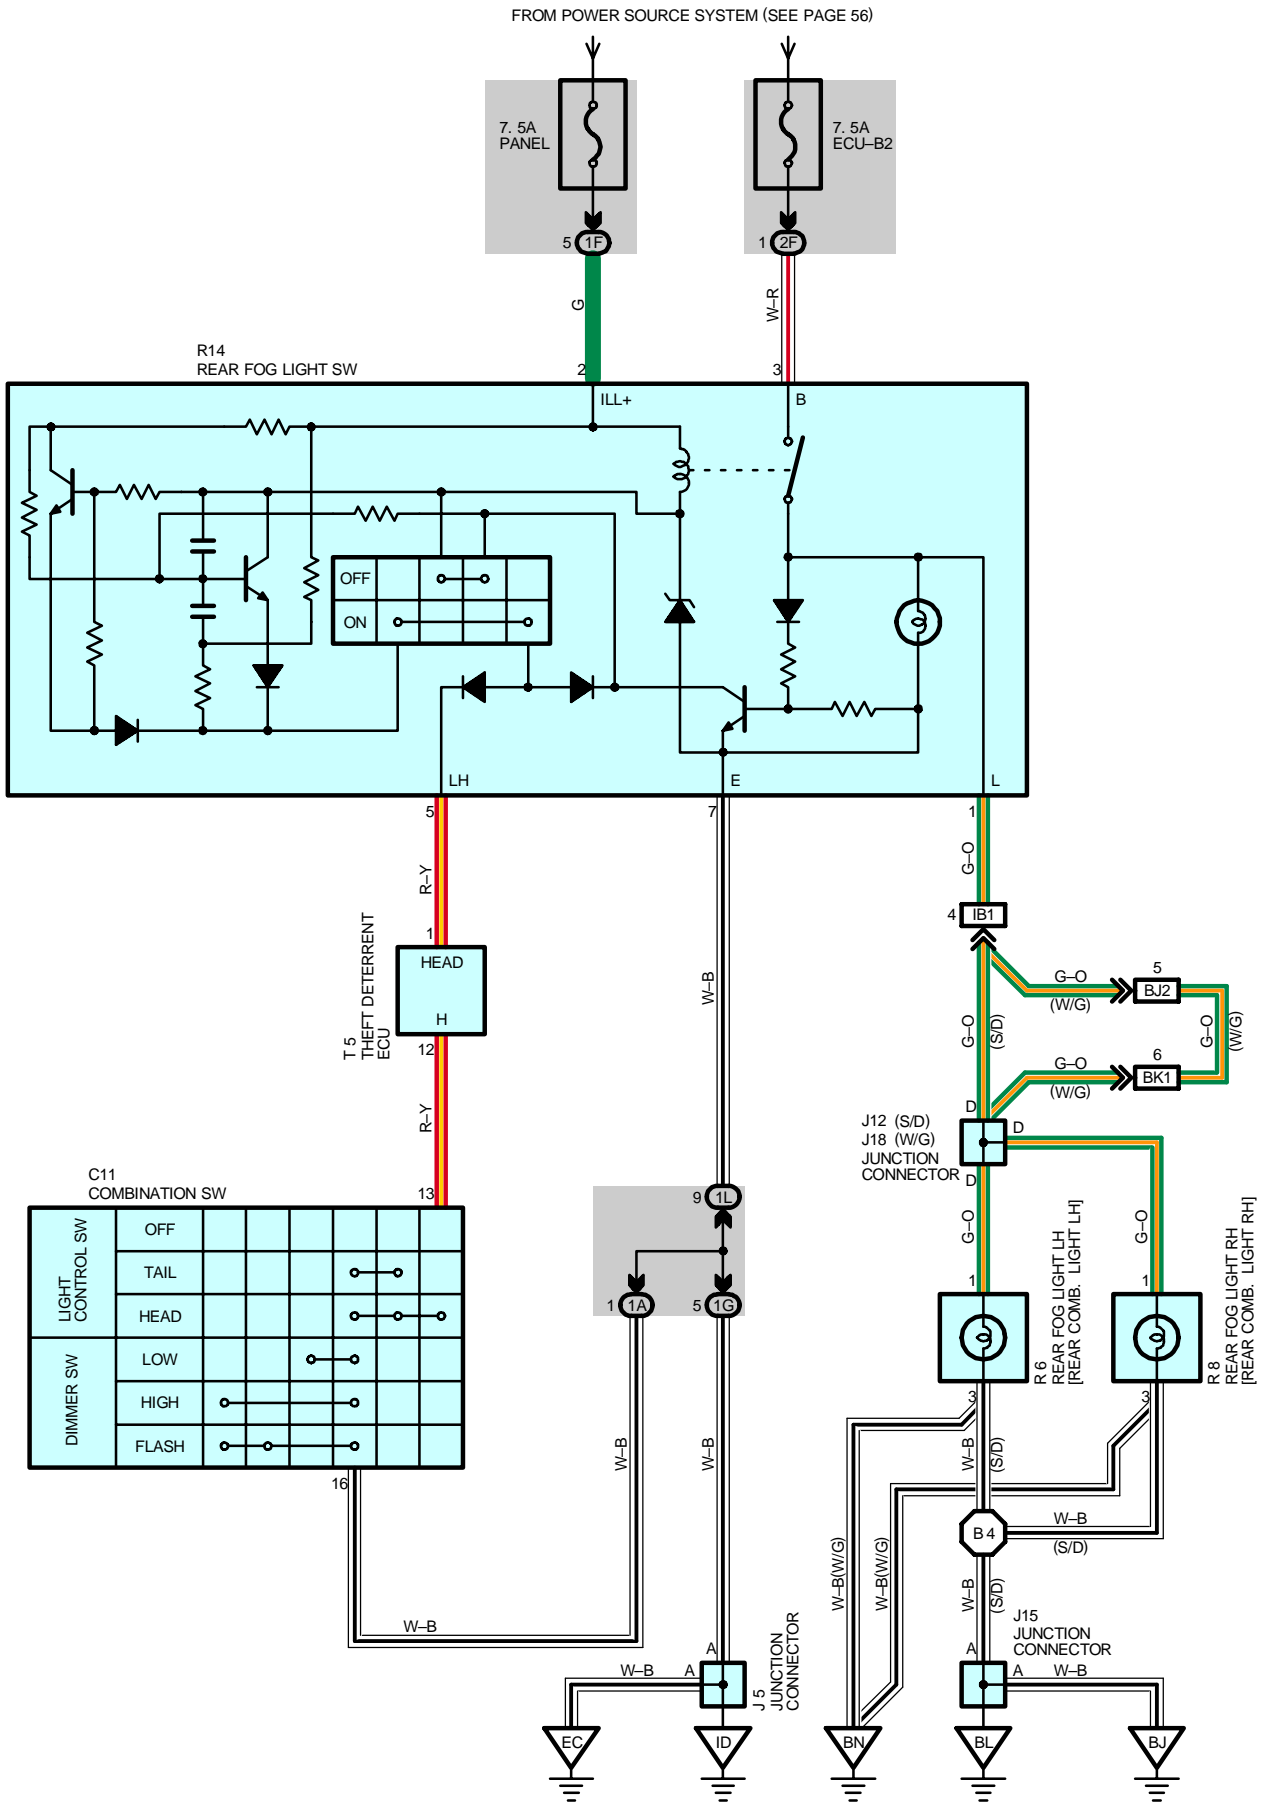 FROM POWER SOURCE SYSTEM (SEE PAGE 56)
7. 5A
PANEL
7. 5A
ECU–B2
5
1F
1
2F
G
W–R
R14
REAR FOG LIGHT SW
2
3
ILL+
B
OFF
ON
LH
E
L
5
7
1
R–Y
G–O
4
IB1
1
HEAD
H
T 5
THEFT DETERRENT
ECU
12
W–B
G–O
(W/G)
5
BJ2
G–O
(S/D)
G–O
(W/G)
G–O
(W/G)
6
BK1
R–Y
D
J12 (S/D)
J18 (W/G)
JUNCTION
CONNECTOR
D
D
C11
COMBINATION SW
13
9
1L
G–O
G–O
LIGHT
CONTROL SW
OFF
TAIL
HEAD
DIMMER SW
LOW
HIGH
FLASH
1
1A
5
1G
1
1
R 6
REAR FOG LIGHT LH
[REAR COMB. LIGHT LH]
R 8
REAR FOG LIGHT RH
[REAR COMB. LIGHT RH]
3
3
16
W–B
W–B
W–B
(S/D)
B 4
W–B
(S/D)
W–B(W/G)
W–B(W/G)
W–B
(S/D)
W–B
J15
JUNCTION
CONNECTOR
A
A
W–B
A
W–B
A
J 5
JUNCTION
CONNECTOR
EC
ID
BN
BL
BJ